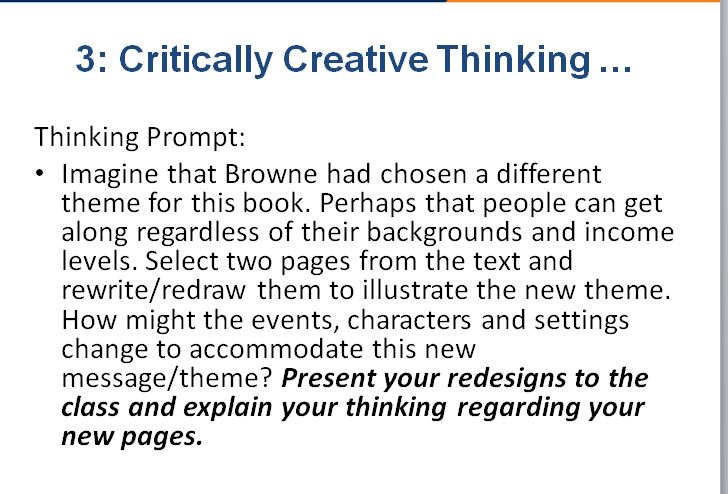 3: Critically Creative Thinking ...
Thinking Prompt:
• Imagine that Browne had chosen a different
theme for this book. Perhaps that people can get
along regardless of their backgrounds and income
levels. Select two pages from the text and
rewrite/redraw them to illustrate the new theme.
How might the events, characters and settings
change to accommodate this new
message/theme? Present your redesigns to the
class and explain your thinking regarding your
new pages.